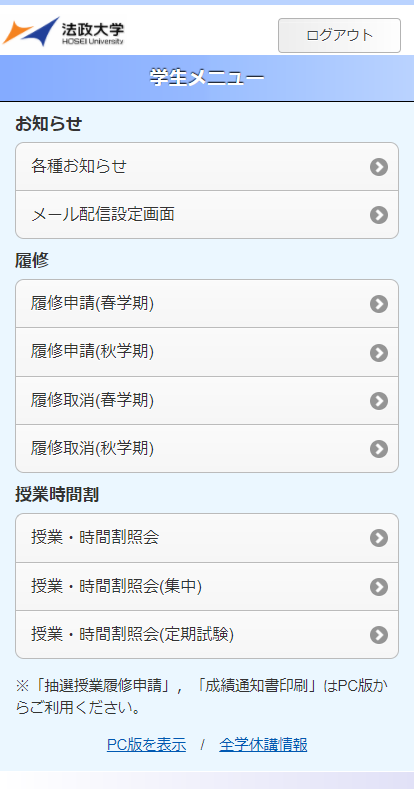 法政大学
HOSEI University
ログアウト
学生メニュー
お知らせ
各種お知らせ
メール配信設定画面
履修
履修申請(春学期)
履修申請(秋学期)
履修取消(春学期)
履修取消(秋学期)
授業時間割
授業・時間割照会
授業・時間割照会(集中)
授業・時間割照会(定期試験)
※「抽選授業履修申請」,「成績通知書印刷」はPC版か
らご利用ください。
PC版を表示 / 全学休講情報